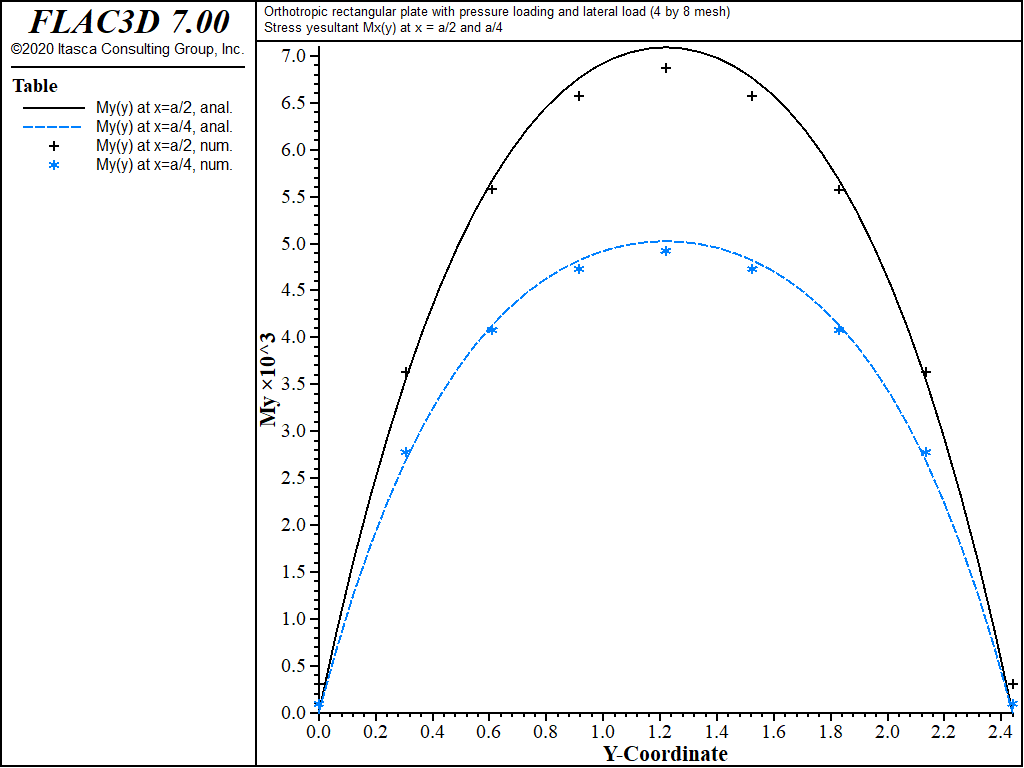 FLAC3D 7.00
©2020 Itasca Consulting Group, Inc.
Table
My(y) at x=a/2, anal.
My(y) at x=a/4, anal.
My(y) at x=a/2, num.
My(y) at x=a/4, num.
Orthotropic rectangular plate with pressure loading and lateral load (4 by 8 mesh)
Stress yesultant Mx(y) at x = a/2 and a/4
7.0
6.5
6.0
5.5
5.0
4.5
4.0
3.5
3.0
2.5
2.0
1.5
1.0
0.5
0.0
My ×10^3
0.0 0.2 0.4 0.6 0.8 1.0 1.2 1.4 1.6 1.8 2.0 2.2 2.4
Y-Coordinate